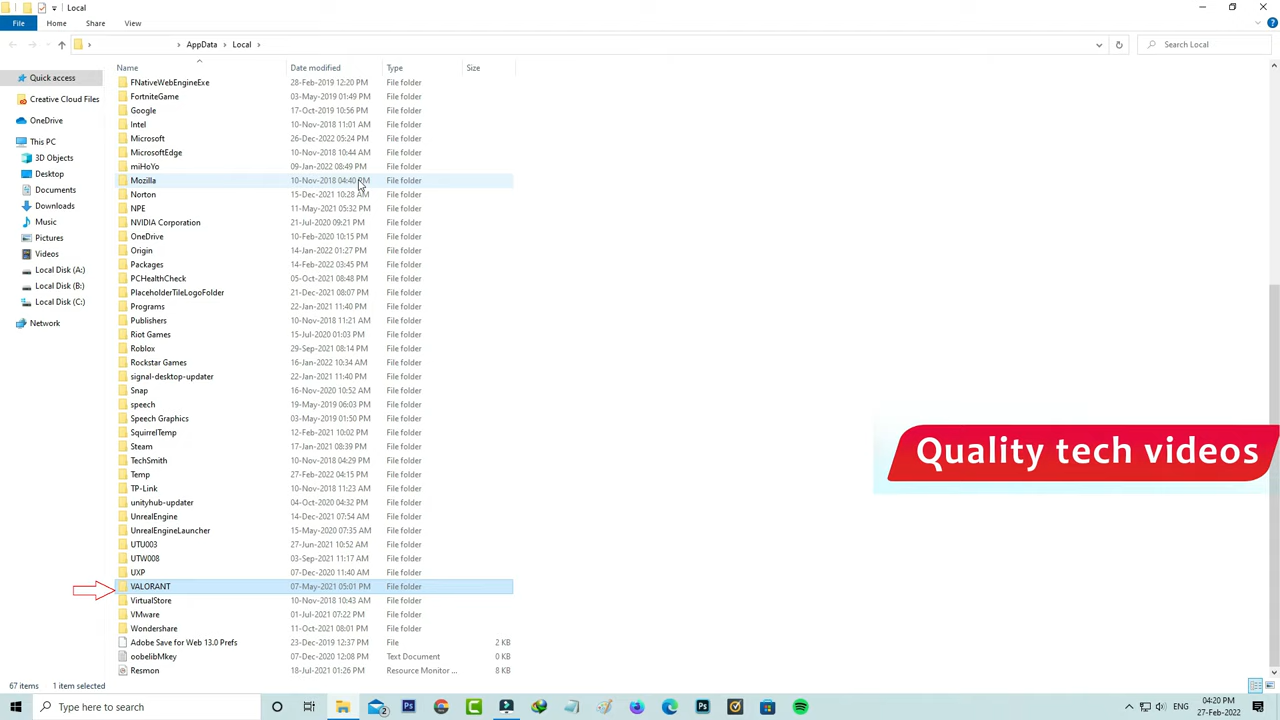 Local
File Home Share View
AppData Local Search Local
Name Date modified Type Size
Quick access
Creative Cloud Files
OneDrive
This PC
3D Objects
Desktop
Documents
Downloads
Music
Pictures
Videos
Local Disk (A:)
Local Disk (B:)
Local Disk (C:)
Network
FNativeWebEngineExe 28-Feb-2019 12:20 PM File folder
FortniteGame 03-May-2019 01:49 PM File folder
Google 17-Oct-2019 10:56 PM File folder
Intel 10-Nov-2018 11:01 AM File folder
Microsoft 26-Dec-2022 05:24 PM File folder
MicrosoftEdge 10-Nov-2018 10:44 AM File folder
miHoYo 09-Jan-2022 08:49 PM File folder
Mozilla 10-Nov-2018 04:40 PM File folder
Norton 15-Dec-2021 10:28 AM File folder
NPE 11-May-2021 05:32 PM File folder
NVIDIA Corporation 21-Jul-2020 09:21 PM File folder
OneDrive 10-Feb-2020 10:15 PM File folder
Origin 14-Jan-2022 01:27 PM File folder
Packages 14-Feb-2022 03:45 PM File folder
PCHealthCheck 05-Oct-2021 08:48 PM File folder
PlaceholderTileLogoFolder 21-Dec-2021 08:07 PM File folder
Programs 22-Jan-2021 11:40 PM File folder
Publishers 10-Nov-2018 11:21 AM File folder
Riot Games 15-Jul-2020 01:03 PM File folder
Roblox 29-Sep-2021 08:14 PM File folder
Rockstar Games 16-Jan-2022 10:34 AM File folder
signal-desktop-updater 22-Jan-2021 11:40 AM File folder
Snap 16-Nov-2020 10:52 AM File folder
speech 19-May-2019 06:03 PM File folder
Speech Graphics 03-May-2019 01:50 PM File folder
SquirrelTemp 12-Feb-2021 10:02 PM File folder
Steam 17-Jan-2021 08:39 PM File folder
TechSmith 10-Nov-2018 04:29 PM File folder
Temp 27-Feb-2022 04:15 PM File folder
TP-Link 10-Nov-2018 11:23 AM File folder
unityhub-updater 04-Oct-2020 04:32 PM File folder
UnrealEngine 14-Dec-2021 07:54 AM File folder
UnrealEngineLauncher 15-May-2020 07:35 AM File folder
UTU003 27-Jun-2021 10:52 AM File folder
UTW008 03-Sep-2021 11:17 AM File folder
UXP 07-Dec-2020 11:40 AM File folder
VALORANT 07-May-2021 05:01 PM File folder
VirtualStore 10-Nov-2018 10:43 AM File folder
VMware 01-Jul-2021 07:22 PM File folder
Wondershare 11-Oct-2021 08:01 PM File folder
Adobe Save for Web 13.0 Prefs 23-Dec-2019 12:37 PM File 2 KB
oobelibMkey 07-Dec-2020 12:08 PM Text Document 0 KB
Resmon 18-Jul-2021 01:26 PM Resource Monitor ... 8 KB
Quality tech videos
67 items 1 item selected
Type here to search
2
Ps
Ps
ENG
04:20 PM
27-Feb-2022